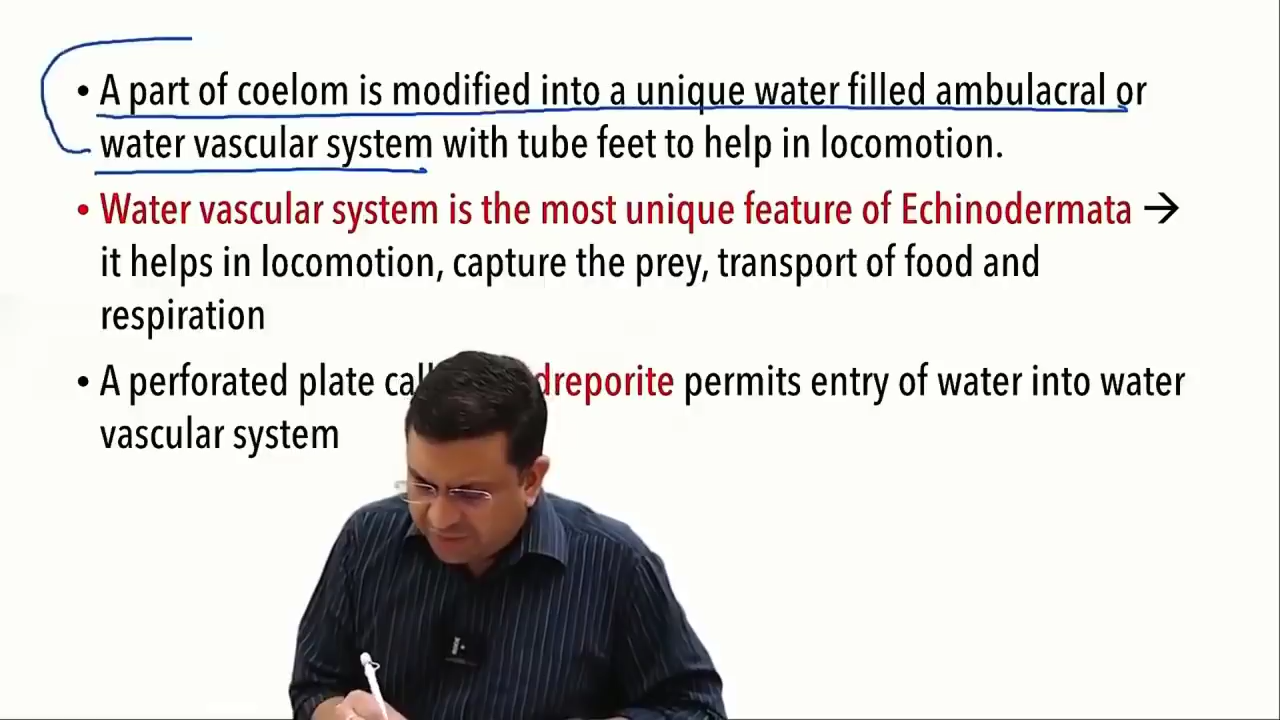 • A part of coelom is modified into a unique water filled ambulacral or
water vascular system with tube feet to help in locomotion.
• Water vascular system is the most unique feature of Echinodermata →
it helps in locomotion, capture the prey, transport of food and
respiration
• A perforated plate permits entry of water into water
vascular system